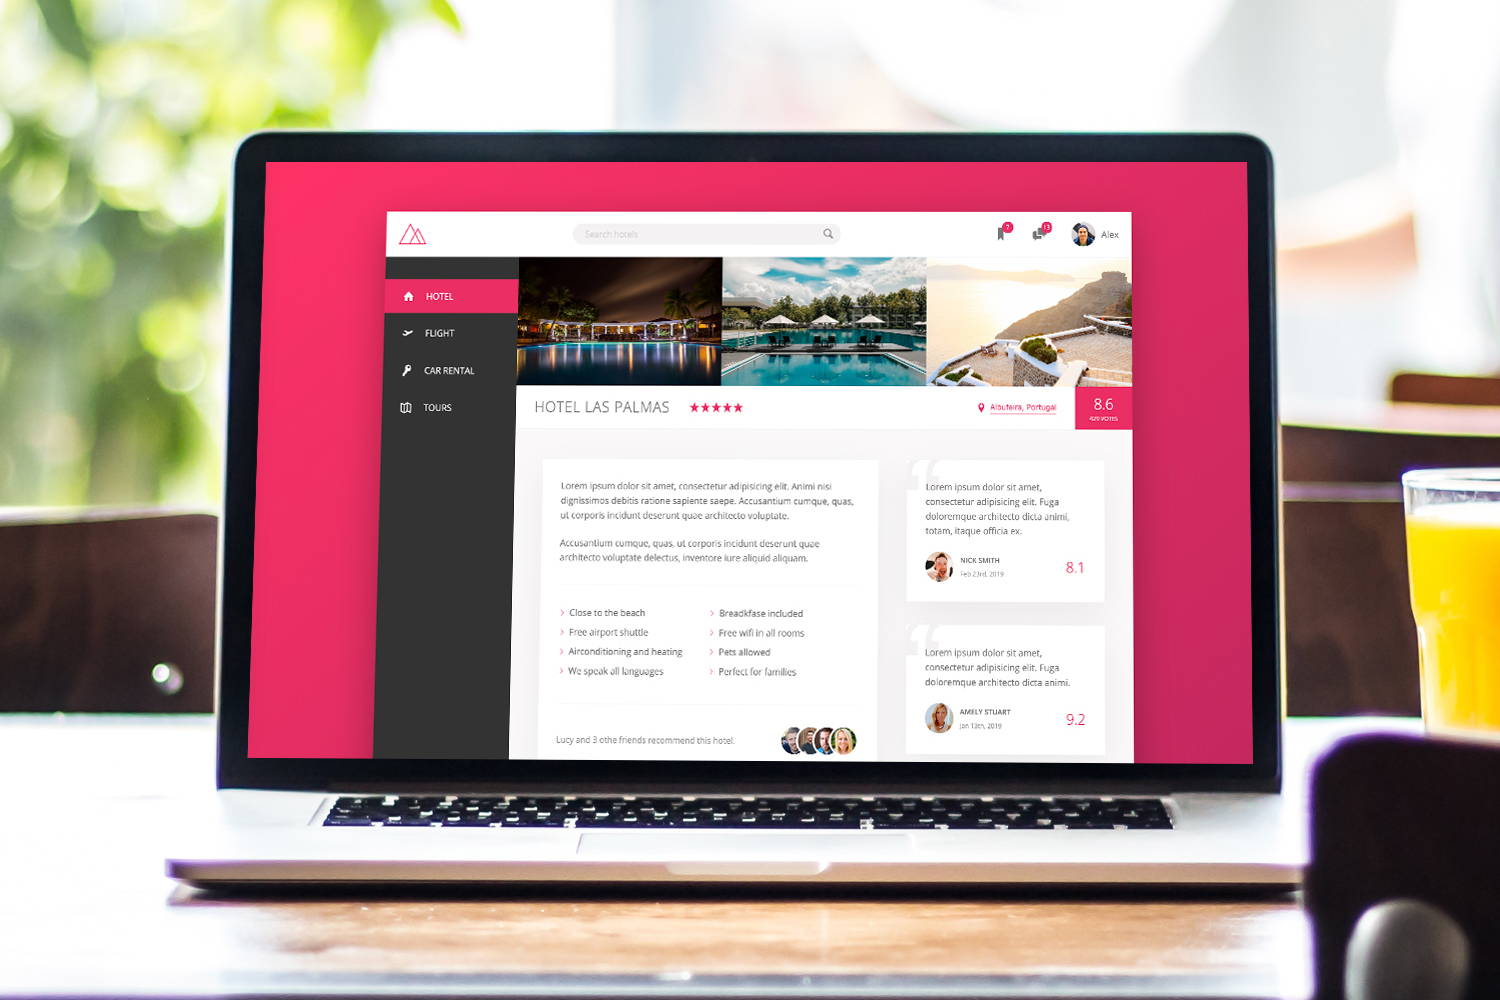 Search hotels
7
13
Alex
HOTEL
FLIGHT
CAR RENTAL
TOURS
HOTEL LAS PALMAS
Albufeira, Portugal
8.6
420 VOTES
Lorem ipsum dolor sit amet, consectetur adipisicing elit. Animi nisi
dignissimos debitis ratione sapiente saepe. Accusantium cumque, quas,
ut corporis incidunt deserunt quae architecto voluptate.
Accusantium cumque, quas, ut corporis incidunt deserunt quae
architecto voluptate delectus, inventore iure aliquid aliquam.
Close to the beach
Free airport shuttle
Airconditioning and heating
We speak all languages
Breadkfase included
Free wifi in all rooms
Pets allowed
Perfect for families
Lucy and 3 othe friends recommend this hotel.
Lorem ipsum dolor sit amet,
consectetur adipisicing elit. Fuga
doloremque architecto dicta animi,
totam, itaque officia ex.
NICK SMITH
Feb 23rd, 2019
8.1
Lorem ipsum dolor sit amet,
consectetur adipisicing elit. Fuga
doloremque architecto dicta animi.
AMELY STUART
Jan 13th, 2019
9.2